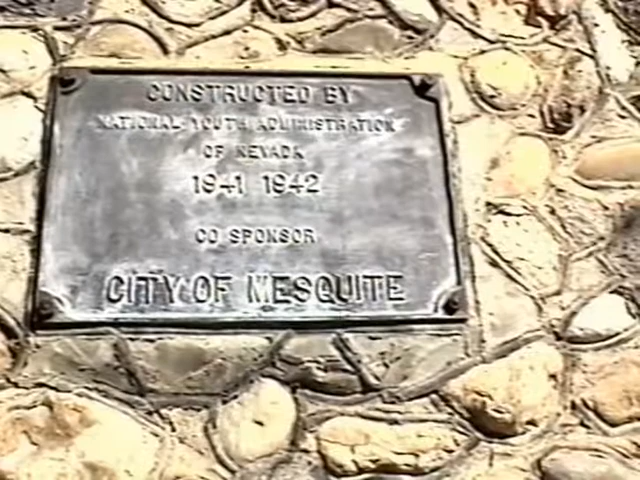 CONSTRUCTED BY
NATIONAL YOUTH ADMINISTRATION
OF NEVADA
1941 1942
CO SPONSOR
CITY OF MESQUITE